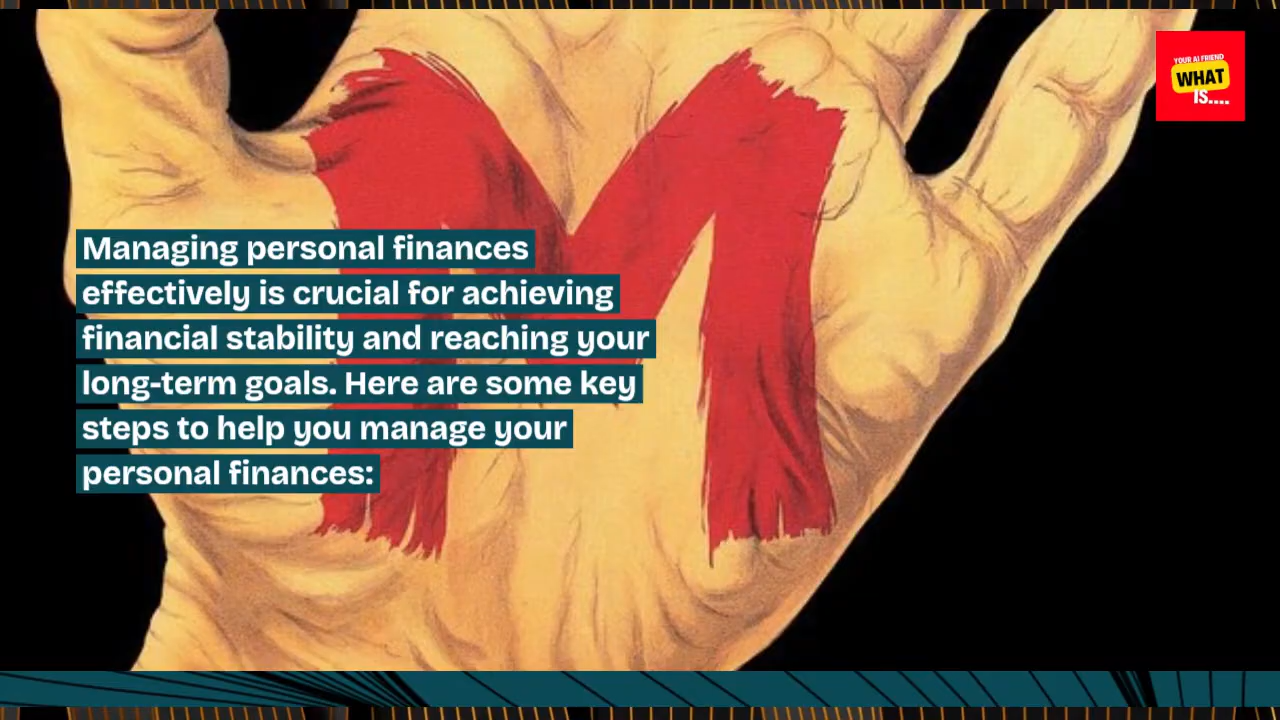 YOUR AI FRIEND
WHAT
IS....
Managing personal finances
effectively is crucial for achieving
financial stability and reaching your
long-term goals. Here are some key
steps to help you manage your
personal finances:
M